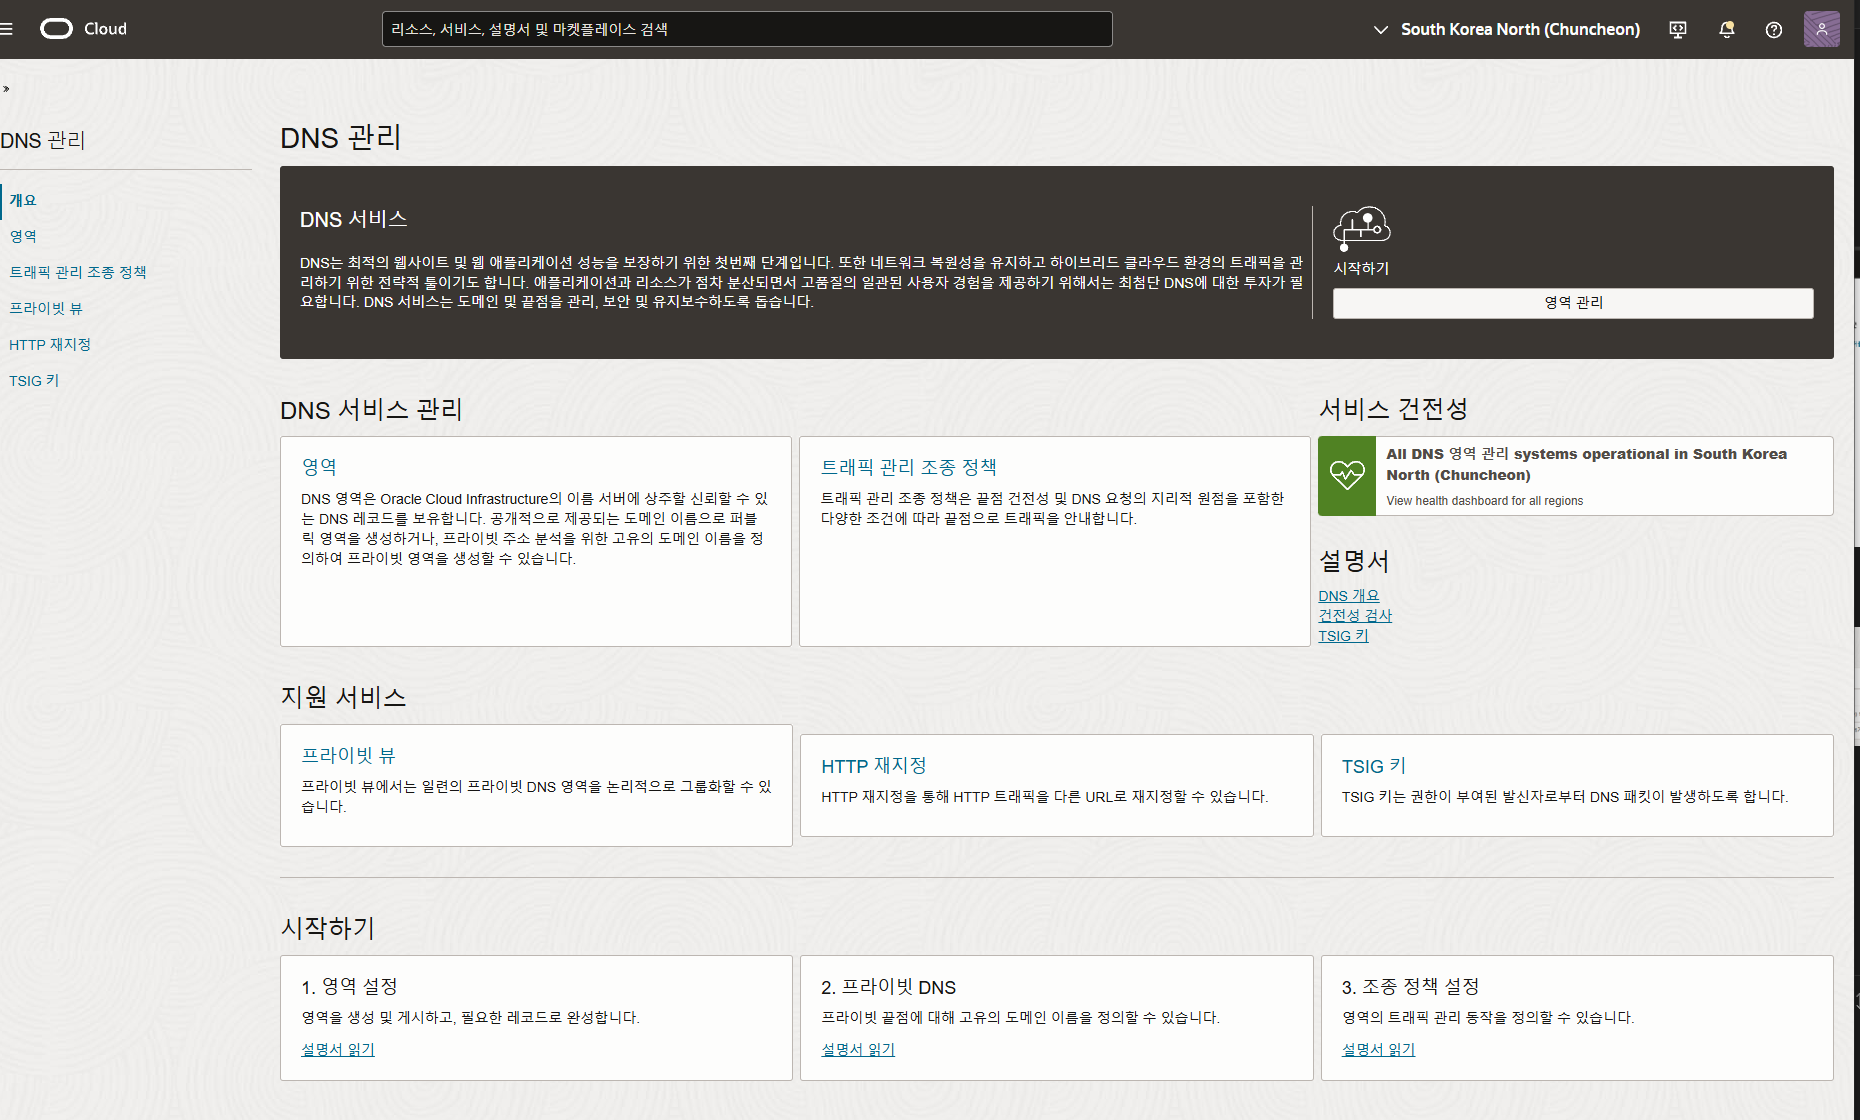 Cloud
리소스, 서비스, 설명서 및 마켓플레이스 검색
South Korea North (Chuncheon)
DNS 관리
개요
영역
트래픽 관리 조종 정책
프라이빗 뷰
HTTP 재지정
TSIG 키
DNS 관리
DNS 서비스
DNS는 최적의 웹사이트 및 웹 애플리케이션 성능을 보장하기 위한 첫번째 단계입니다. 또한 네트워크 복원성을 유지하고 하이브리드 클라우드 환경의 트래픽을 관
리하기 위한 전략적 툴이기도 합니다. 애플리케이션과 리소스가 점차 분산되면서 고품질의 일관된 사용자 경험을 제공하기 위해서는 최첨단 DNS에 대한 투자가 필
요합니다. DNS 서비스는 도메인 및 끝점을 관리, 보안 및 유지보수하도록 돕습니다.
시작하기
영역 관리
DNS 서비스 관리
영역
DNS 영역은 Oracle Cloud Infrastructure의 이름 서버에 상주할 신뢰할 수 있
는 DNS 레코드를 보유합니다. 공개적으로 제공되는 도메인 이름으로 퍼블
릭 영역을 생성하거나, 프라이빗 주소 분석을 위한 고유의 도메인 이름을 정
의하여 프라이빗 영역을 생성할 수 있습니다.
트래픽 관리 조종 정책
트래픽 관리 조종 정책은 끝점 건전성 및 DNS 요청의 지리적 원점을 포함한
다양한 조건에 따라 끝점으로 트래픽을 안내합니다.
서비스 건전성
All DNS 영역 관리 systems operational in South Korea
North (Chuncheon)
View health dashboard for all regions
설명서
DNS 개요
건전성 검사
TSIG 키
지원 서비스
프라이빗 뷰
프라이빗 뷰에서는 일련의 프라이빗 DNS 영역을 논리적으로 그룹화할 수 있
습니다.
HTTP 재지정
HTTP 재지정을 통해 HTTP 트래픽을 다른 URL로 재지정할 수 있습니다.
TSIG 키
TSIG 키는 권한이 부여된 발신자로부터 DNS 패킷이 발생하도록 합니다.
시작하기
1. 영역 설정
영역을 생성 및 게시하고, 필요한 레코드로 완성합니다.
설명서 읽기
2. 프라이빗 DNS
프라이빗 끝점에 대해 고유의 도메인 이름을 정의할 수 있습니다.
설명서 읽기
3. 조종 정책 설정
영역의 트래픽 관리 동작을 정의할 수 있습니다.
설명서 읽기